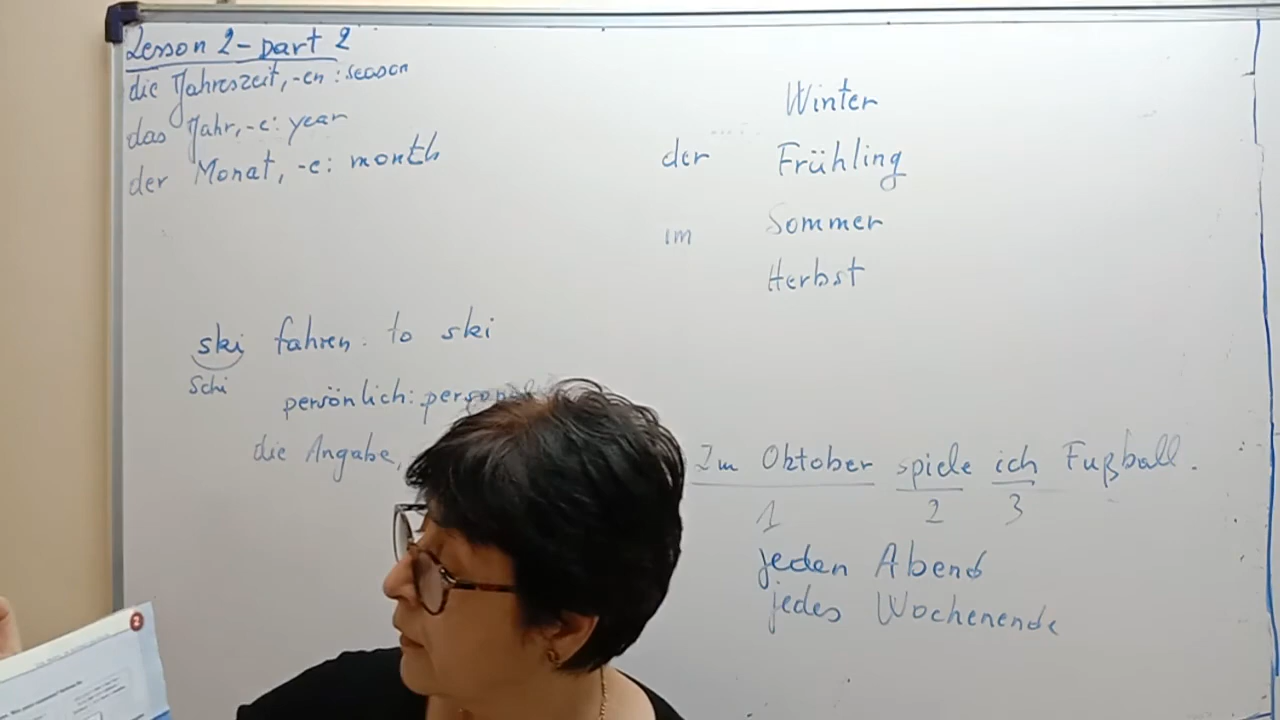 Lesson 2 - part 2
die Jahreszeit, -en : season
das Jahr, -e: year
der Monat, -e: month
Winter
der Frühling
im Sommer
Herbst
ski fahren: to ski
Schi
persönlich: personal
die Angabe,
Im Oktober spiele ich Fußball.
1 2 3
jeden Abend
jedes Wochenende
2